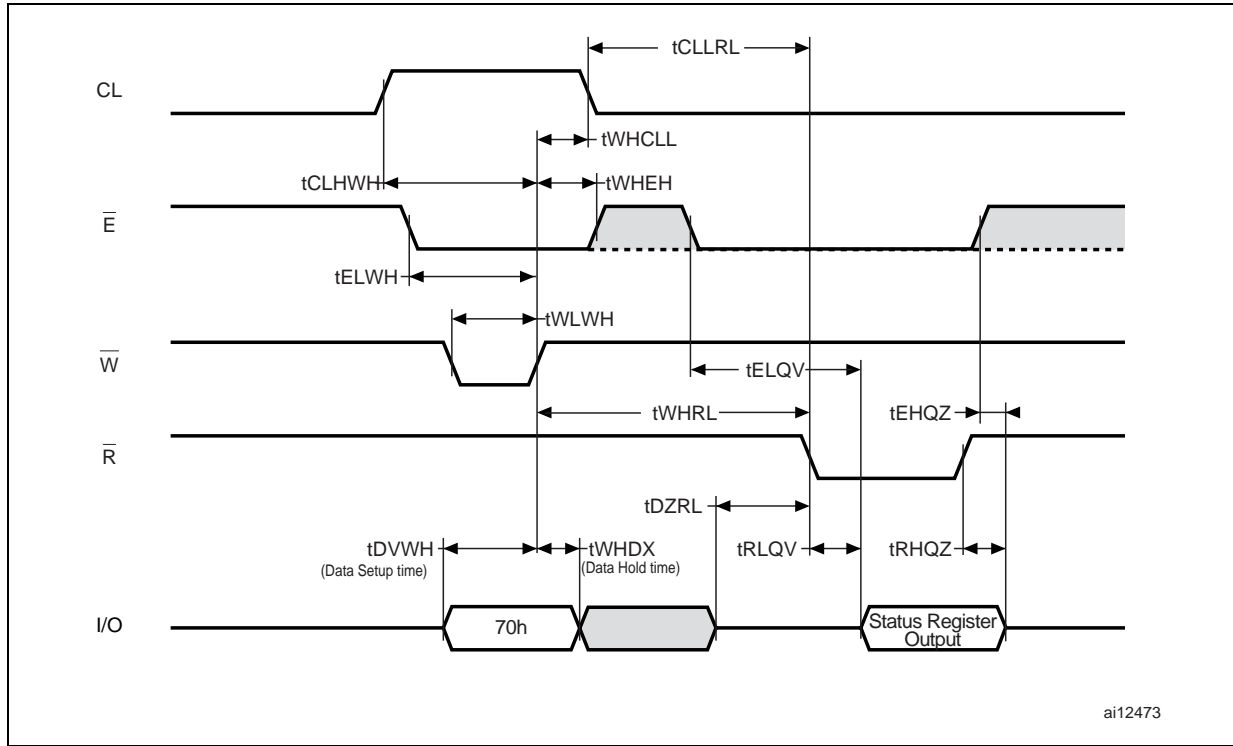 tCLLRL
CL
tWHCLL
tCLHWH
tWHEH
E
tELWH
tWLWH
W
tELQV
tWHRL
tEHQZ
R
tDZRL
tDVWH
(Data Setup time)
tWHDX
(Data Hold time)
tRLQV
tRHQZ
I/O
70h
Status Register
Output
ai12473